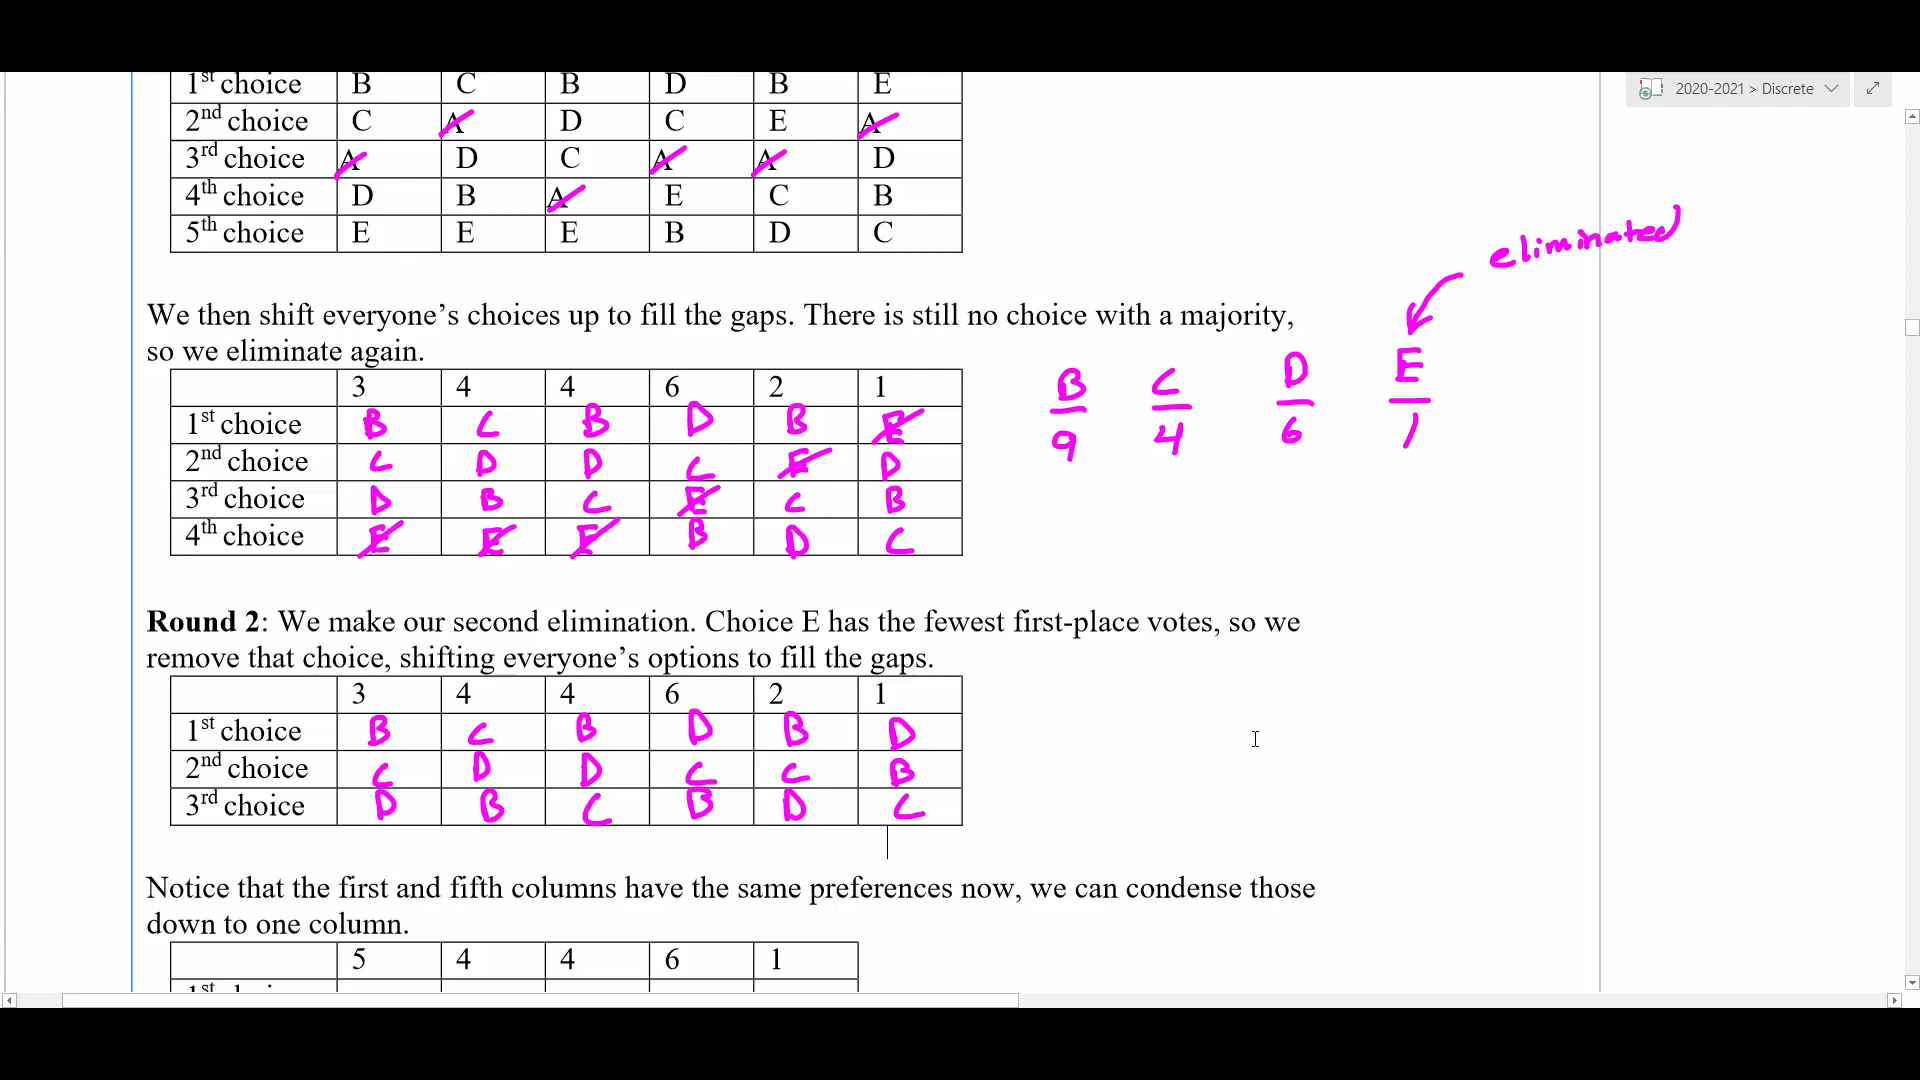 2020-2021 > Discrete
1st choice B C B D B E
2nd choice C A D C E A
3rd choice A D C A A D
4th choice D B A E C B
5th choice E E E B D C
eliminated
We then shift everyone’s choices up to fill the gaps. There is still no choice with a majority,
so we eliminate again.
3 4 4 6 2 1
1st choice B C B D B E
2nd choice C D D C E D
3rd choice D B C E C B
4th choice E E E B D C
B C D E
9 4 6 1
Round 2: We make our second elimination. Choice E has the fewest first-place votes, so we
remove that choice, shifting everyone’s options to fill the gaps.
3 4 4 6 2 1
1st choice B C B D B D
2nd choice C D D C C B
3rd choice D B C B D C
Notice that the first and fifth columns have the same preferences now, we can condense those
down to one column.
5 4 4 6 1